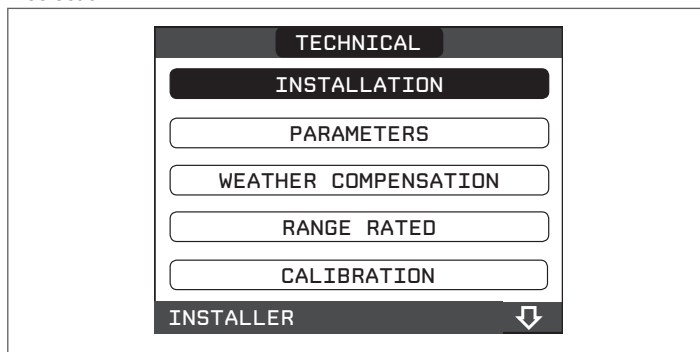 TECHNICAL
INSTALLATION
PARAMETERS
WEATHER COMPENSATION
RANGE RATED
CALIBRATION
INSTALLER